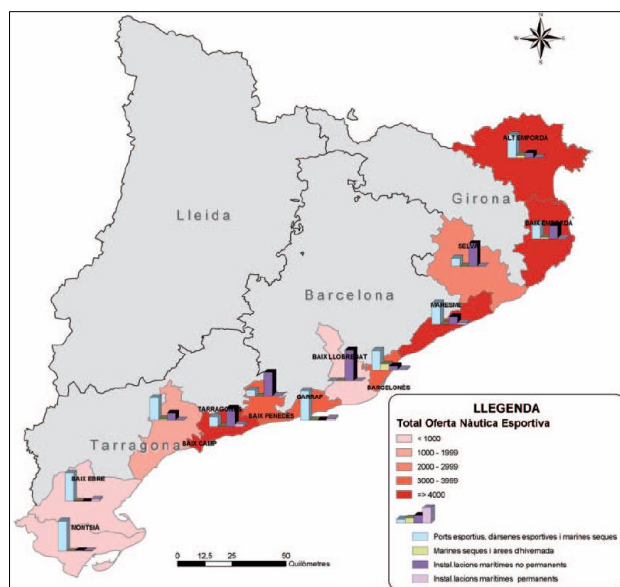 N
ALT EMPORDÀ
Girona
Lleida
BAIX EMPORDÀ
SELVA
Barcelona
MARESME
BAIX LLOBREGAT
BARCELONÈS
TARRAGONÈS
GARRAF
BAIX PENEDÈS
Tarragona
BAIX CAMP
BAIX EBRE
MONTSIÀ
0 12,5 25 50
Quilòmetres
LLEGENDA
Total Oferta Nàutica Esportiva
< 1000
1000 - 1999
2000 - 2999
3000 - 3999
=> 4000
Ports esportius, dàrsenes esportives i marines seques
Marines seques i àrees d'hivernada
Instal.lacions marítimes no permanents
Instal.lacions marítimes permanents